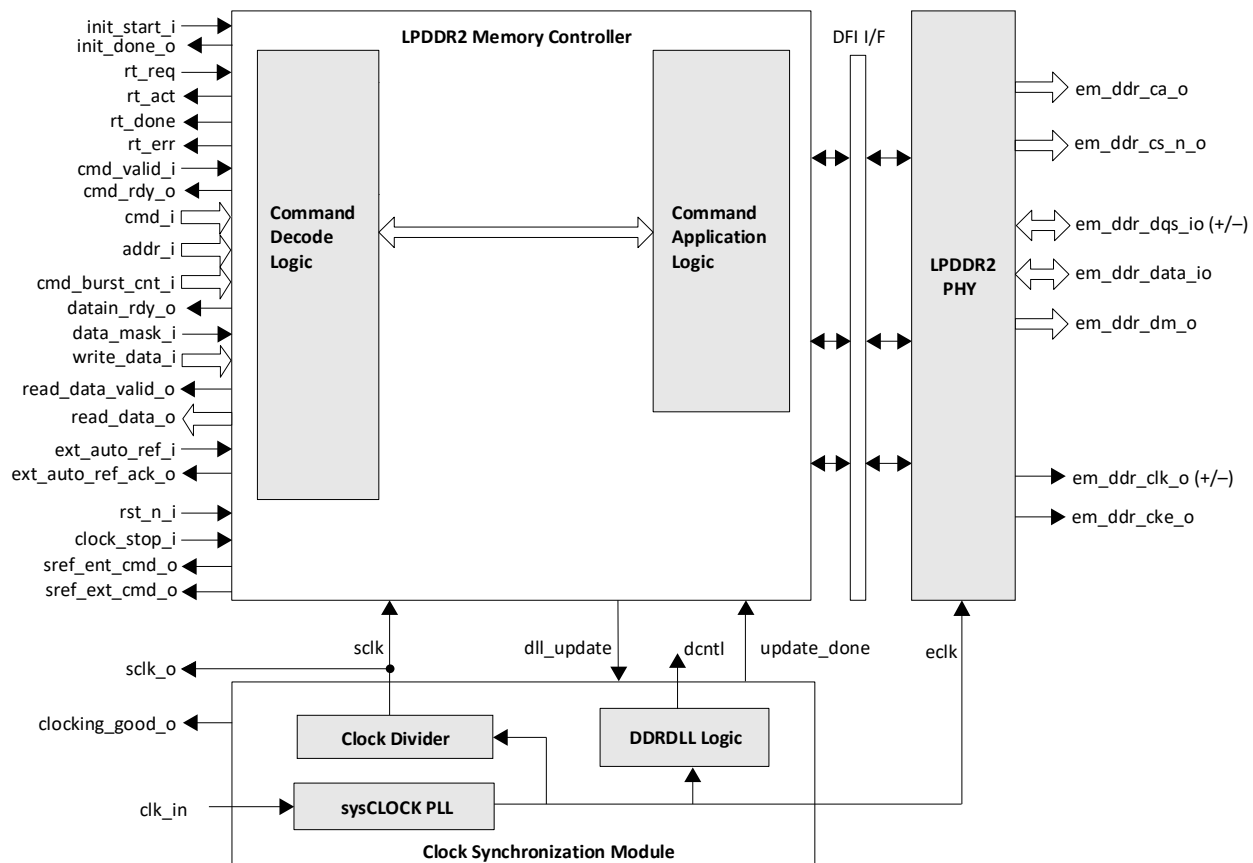 init_start_i
init_done_o
rt_req
rt_act
rt_done
rt_err
cmd_valid_i
cmd_rdy_o
cmd_i
addr_i
cmd_burst_cnt_i
datain_rdy_o
data_mask_i
write_data_i
read_data_valid_o
read_data_o
ext_auto_ref_i
ext_auto_ref_ack_o
rst_n_i
clock_stop_i
sref_ent_cmd_o
sref_ext_cmd_o
LPDDR2 Memory Controller
Command
Decode
Logic
Command
Application
Logic
DFI I/F
LPDDR2
PHY
em_ddr_ca_o
em_ddr_cs_n_o
em_ddr_dqs_io (+/–)
em_ddr_data_io
em_ddr_dm_o
em_ddr_clk_o (+/–)
em_ddr_cke_o
sclk
dll_update
dcntl
update_done
eclk
sclk_o
clocking_good_o
clk_in
Clock Divider
DDRDLL Logic
sysCLOCK PLL
Clock Synchronization Module